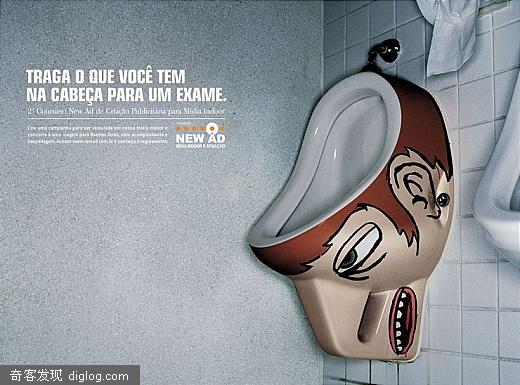 TRAGA O QUE VOCÊ TEM
NA CABEÇA PARA UM EXAME.
2º Concurso New Ad de Criação Publicitária para Mídia Indoor
Crie uma campanha para ser veiculada em nossa mídia indoor e
concorra a uma viagem para Buenos Aires, com acompanhante e
hospedagem. Acesse www.newad.com.br e conheça o regulamento.
NEW AD
MÍDIA INDOOR E ATRAÇÃO
奇客发现 diglog.com